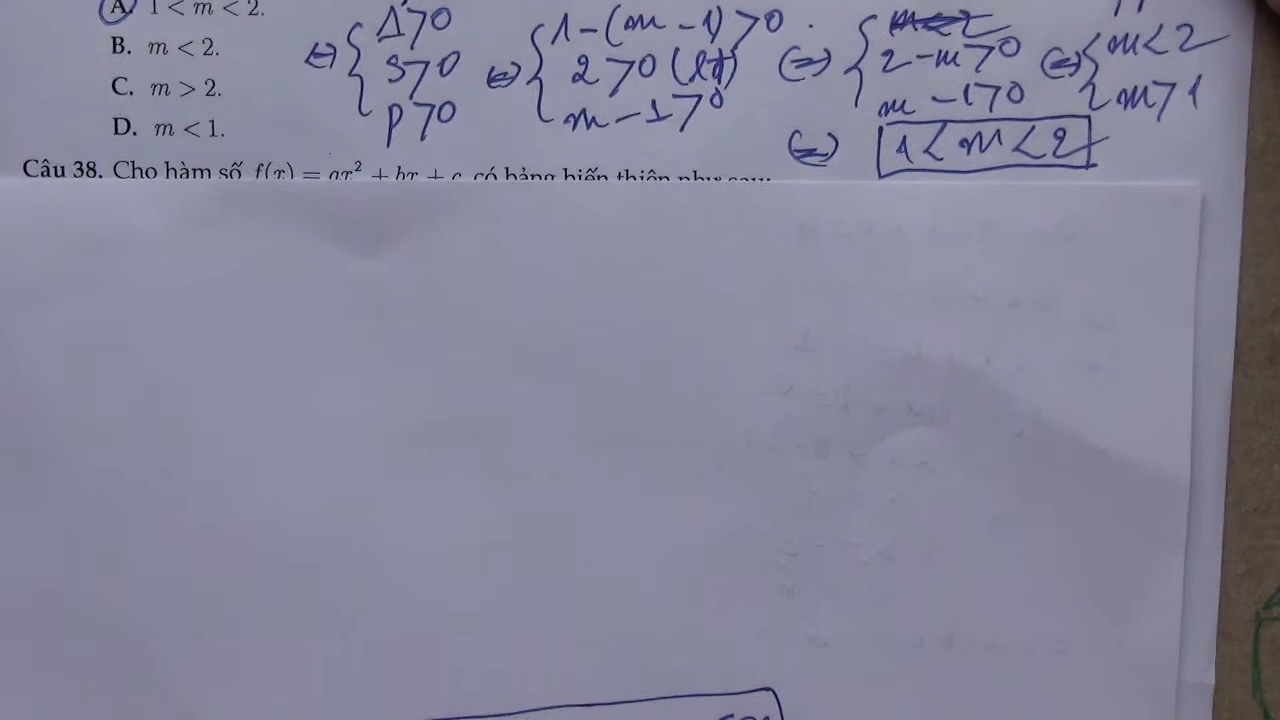 A. 1 < m < 2.
B. m < 2.
C. m > 2.
D. m < 1.
⇔ { Δ' > 0
S > 0
P > 0
⇔ { 1 - (m - 1) > 0
2 > 0 (lđ)
m - 1 > 0
⇔ { m < 2
2 - m > 0
m - 1 > 0
⇔ { m < 2
m > 1
⇔ 1 < m < 2
Câu 38. Cho hàm số f(x) = ax² + bx + c có bảng biến thiên như sau: